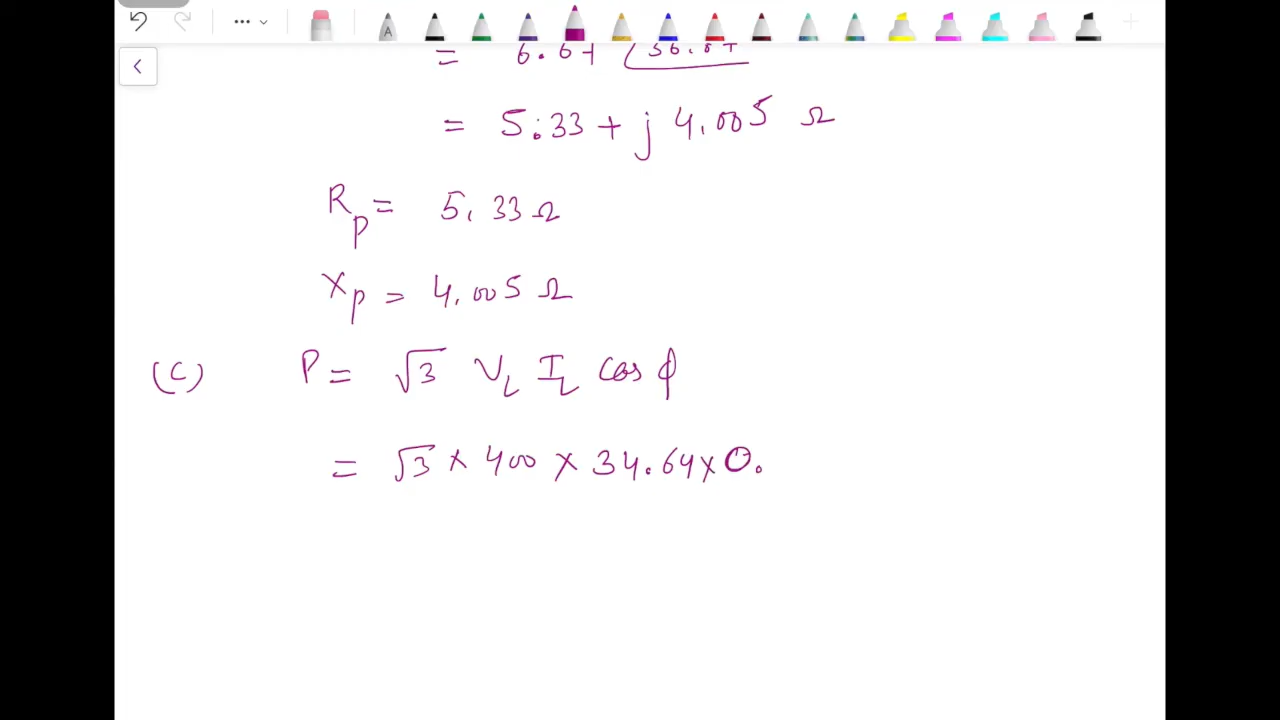 = 5.33 + j 4.005 Ω
Rp = 5.33 Ω
Xp = 4.005 Ω
(C) P = √3 VL IL Cos ϕ
= √3 × 400 × 34.64 × 0.